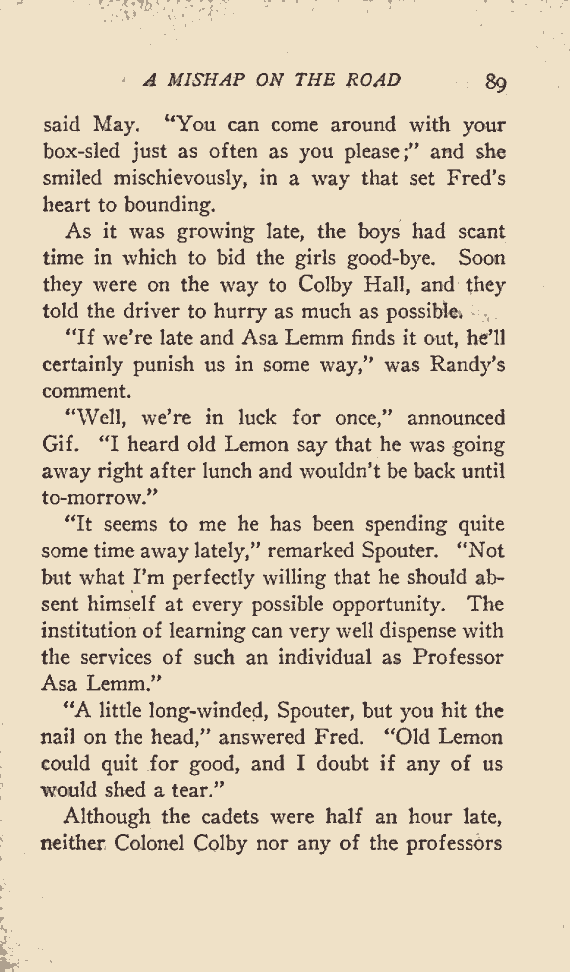 A MISHAP ON THE ROAD 89
said May. “You can come around with your
box-sled just as often as you please;” and she
smiled mischievously, in a way that set Fred’s
heart to bounding.
As it was growing late, the boys had scant
time in which to bid the girls good-bye. Soon
they were on the way to Colby Hall, and they
told the driver to hurry as much as possible.
“If we’re late and Asa Lemm finds it out, he’ll
certainly punish us in some way,” was Randy’s
comment.
“Well, we’re in luck for once,” announced
Gif. “I heard old Lemon say that he was going
away right after lunch and wouldn’t be back until
to-morrow.”
“It seems to me he has been spending quite
some time away lately,” remarked Spouter. “Not
but what I’m perfectly willing that he should ab-
sent himself at every possible opportunity. The
institution of learning can very well dispense with
the services of such an individual as Professor
Asa Lemm.”
“A little long-winded, Spouter, but you hit the
nail on the head,” answered Fred. “Old Lemon
could quit for good, and I doubt if any of us
would shed a tear.”
Although the cadets were half an hour late,
neither Colonel Colby nor any of the professors